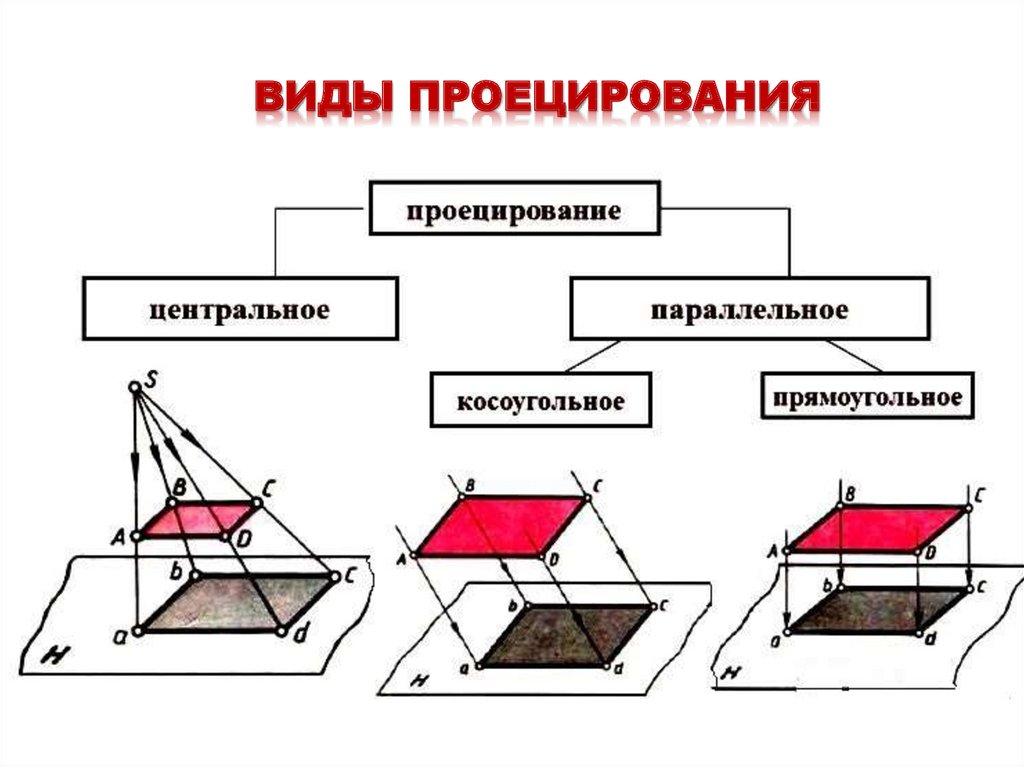 ВИДЫ ПРОЕЦИРОВАНИЯ
проецирование
центральное
параллельное
косоугольное
прямоугольное
S
B
C
A
D
b
c
a
d
H
B
C
A
D
b
c
a
d
H
B
C
A
D
b
c
a
d
H